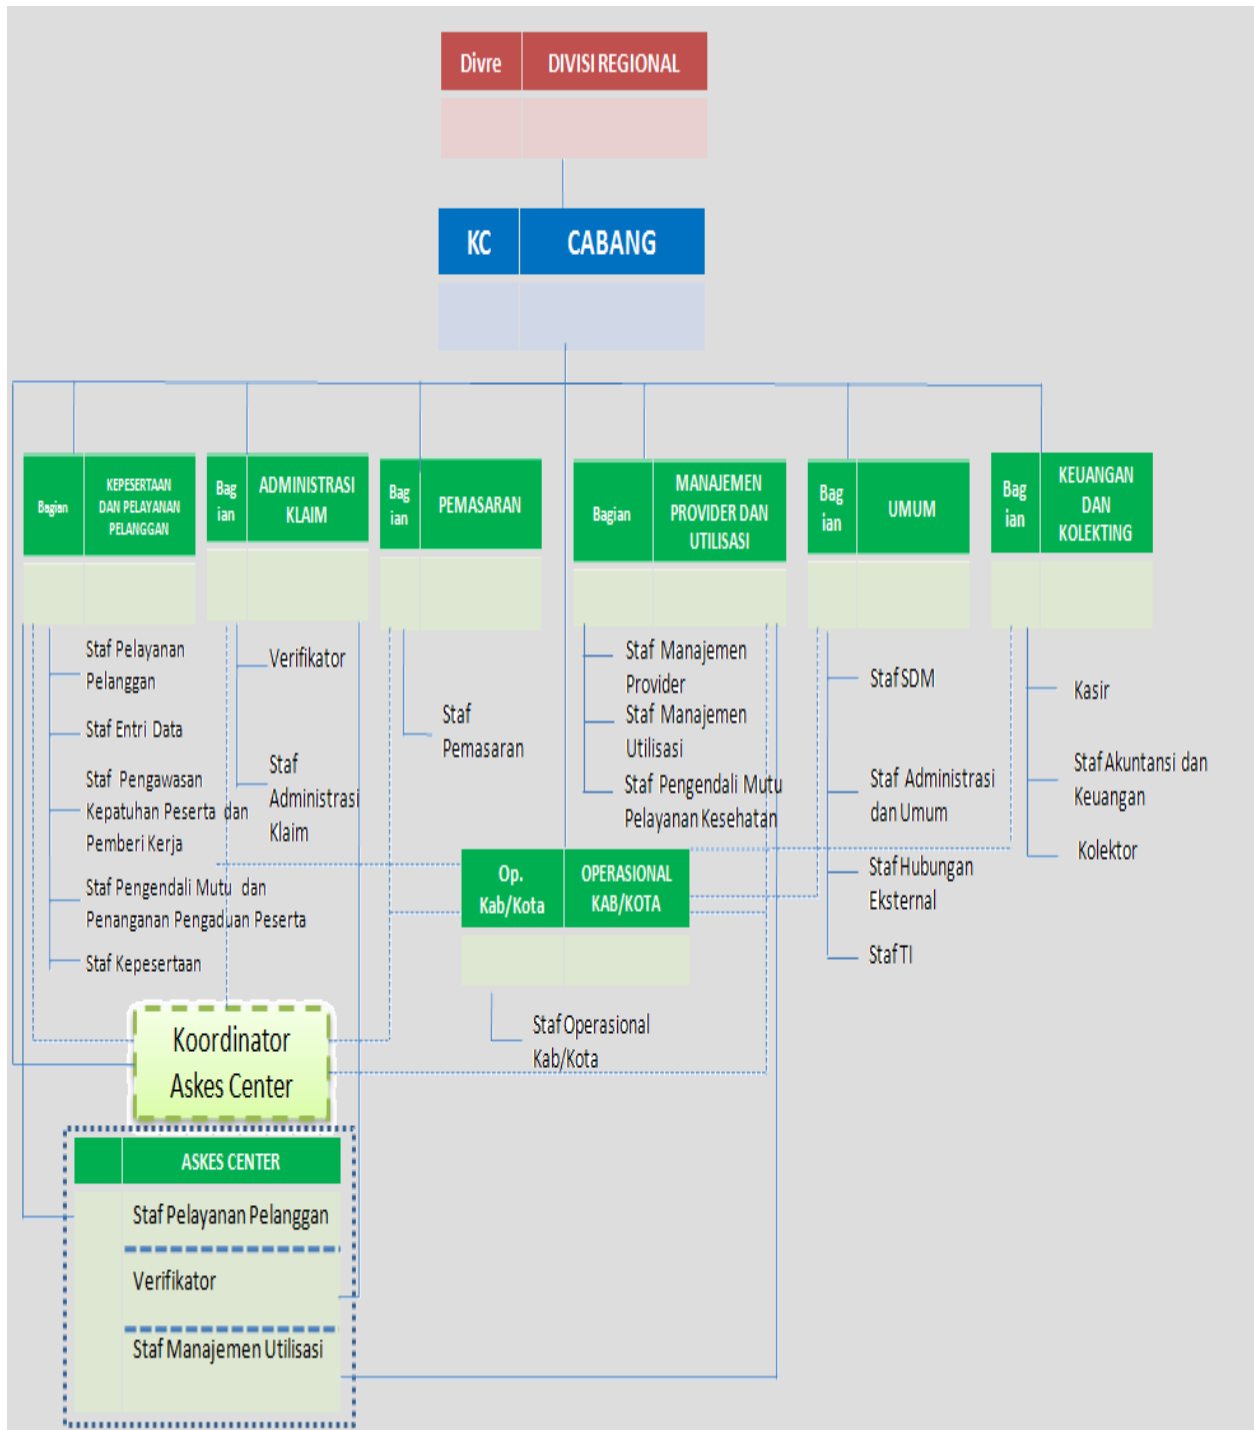 Divre
DIVISI REGIONAL
KC
CABANG
Bagian
KEPESERTAAN
DAN PELAYANAN
PELANGGAN
Bag
ian
ADMINISTRASI
KLAIM
Bag
ian
PEMASARAN
Bagian
MANAJEMEN
PROVIDER DAN
UTILISASI
Bag
ian
UMUM
Bag
ian
KEUANGAN
DAN
KOLEKTING
Staf Pelayanan
Pelanggan
Staf Entri Data
Staf Pengawasan
Kepatuhan Peserta dan
Pemberi Kerja
Staf Pengendali Mutu dan
Penanganan Pengaduan Peserta
Staf Kepesertaan
Verifikator
Staf
Administrasi
Klaim
Staf
Pemasaran
Staf Manajemen
Provider
Staf Manajemen
Utilisasi
Staf Pengendali Mutu
Pelayanan Kesehatan
Staf SDM
Staf Administrasi
dan Umum
Staf Hubungan
Eksternal
Staf TI
Kasir
Staf Akuntansi dan
Keuangan
Kolektor
Op.
Kab/Kota
OPERASIONAL
KAB/KOTA
Staf Operasional
Kab/Kota
Koordinator
Askes Center
ASKES CENTER
Staf Pelayanan Pelanggan
Verifikator
Staf Manajemen Utilisasi